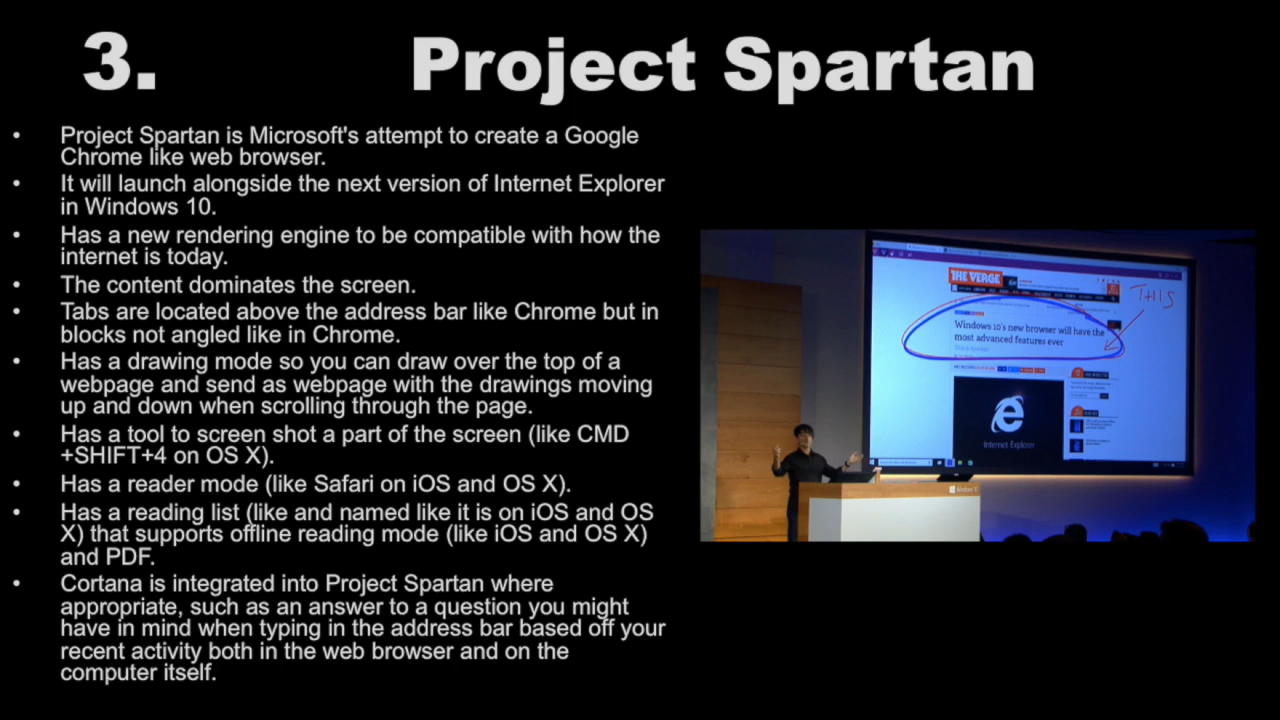 3. Project Spartan
• Project Spartan is Microsoft's attempt to create a Google
Chrome like web browser.
• It will launch alongside the next version of Internet Explorer
in Windows 10.
• Has a new rendering engine to be compatible with how the
internet is today.
• The content dominates the screen.
• Tabs are located above the address bar like Chrome but in
blocks not angled like in Chrome.
• Has a drawing mode so you can draw over the top of a
webpage and send as webpage with the drawings moving
up and down when scrolling through the page.
• Has a tool to screen shot a part of the screen (like CMD
+SHIFT+4 on OS X).
• Has a reader mode (like Safari on iOS and OS X).
• Has a reading list (like and named like it is on iOS and OS
X) that supports offline reading mode (like iOS and OS X)
and PDF.
• Cortana is integrated into Project Spartan where
appropriate, such as an answer to a question you might
have in mind when typing in the address bar based off your
recent activity both in the web browser and on the
computer itself.
THE VERGE
THIS
Windows 10's new browser will have the
most advanced features ever
Internet Explorer
Windows 10